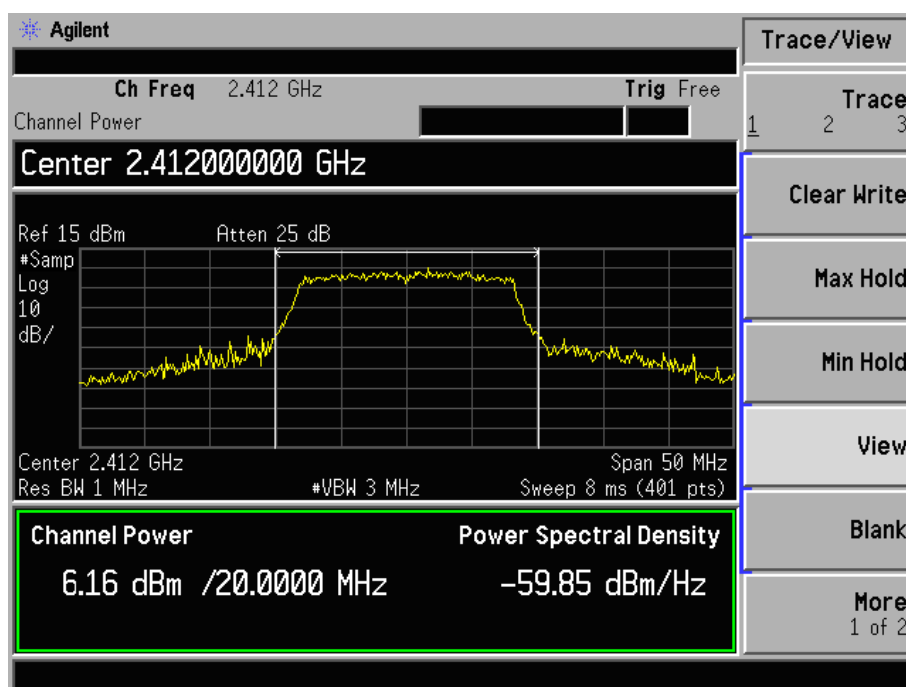 Agilent
Trace/View
Ch Freq 2.412 GHz Trig Free
Channel Power
Trace
1 2 3
Center 2.412000000 GHz
Clear Write
Ref 15 dBm Atten 25 dB
#Samp
Log
10
dB/
Max Hold
Min Hold
View
Center 2.412 GHz Span 50 MHz
Res BW 1 MHz #VBW 3 MHz Sweep 8 ms (401 pts)
Channel Power Power Spectral Density
Blank
6.16 dBm /20.0000 MHz -59.85 dBm/Hz
More
1 of 2